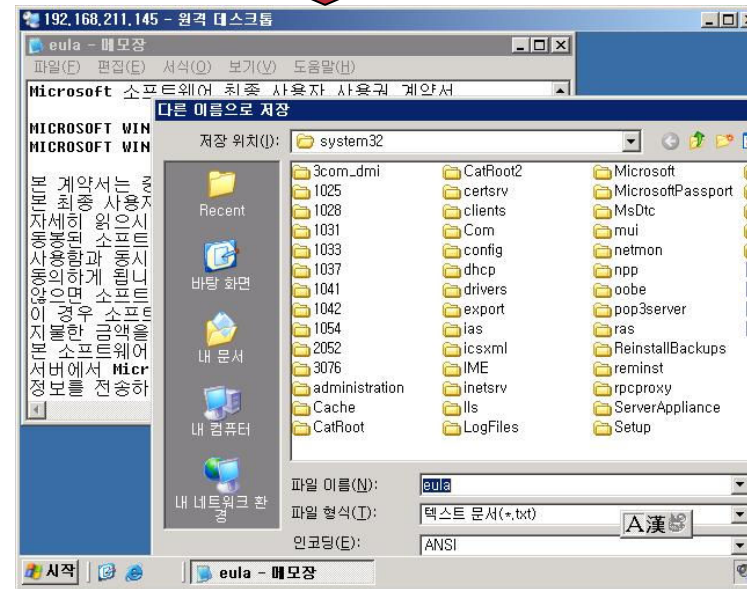 192.168.211.145 - 원격 데스크톱
eula - 메모장
파일(F) 편집(E) 서식(O) 보기(V) 도움말(H)
Microsoft 소프트웨어 최종 사용자 사용권 계약서
다른 이름으로 저장
MICROSOFT WIN
MICROSOFT WIN
저장 위치(I): system32
본 계약서는 중
본 최종 사용자
자세히 읽으시
동봉된 소프트
사용함과 동시
동의하게 됩니
않으면 소프트
이 경우 소프트
지불한 금액을
본 소프트웨어
서버에서 Micr
정보를 전송하
Recent
바탕 화면
내 문서
내 컴퓨터
내 네트워크 환경
3com_dmi CatRoot2 Microsoft
1025 certsrv MicrosoftPassport
1028 clients MsDtc
1031 Com mui
1033 config netmon
1037 dhcp npp
1041 drivers oobe
1042 export pop3server
1054 ias ras
2052 icsxml ReinstallBackups
3076 IME reminst
administration inetsrv rpcproxy
Cache lls ServerAppliance
CatRoot LogFiles Setup
파일 이름(N): eula
파일 형식(T): 텍스트 문서(*.txt)
A漢
인코딩(E): ANSI
시작 eula - 메모장